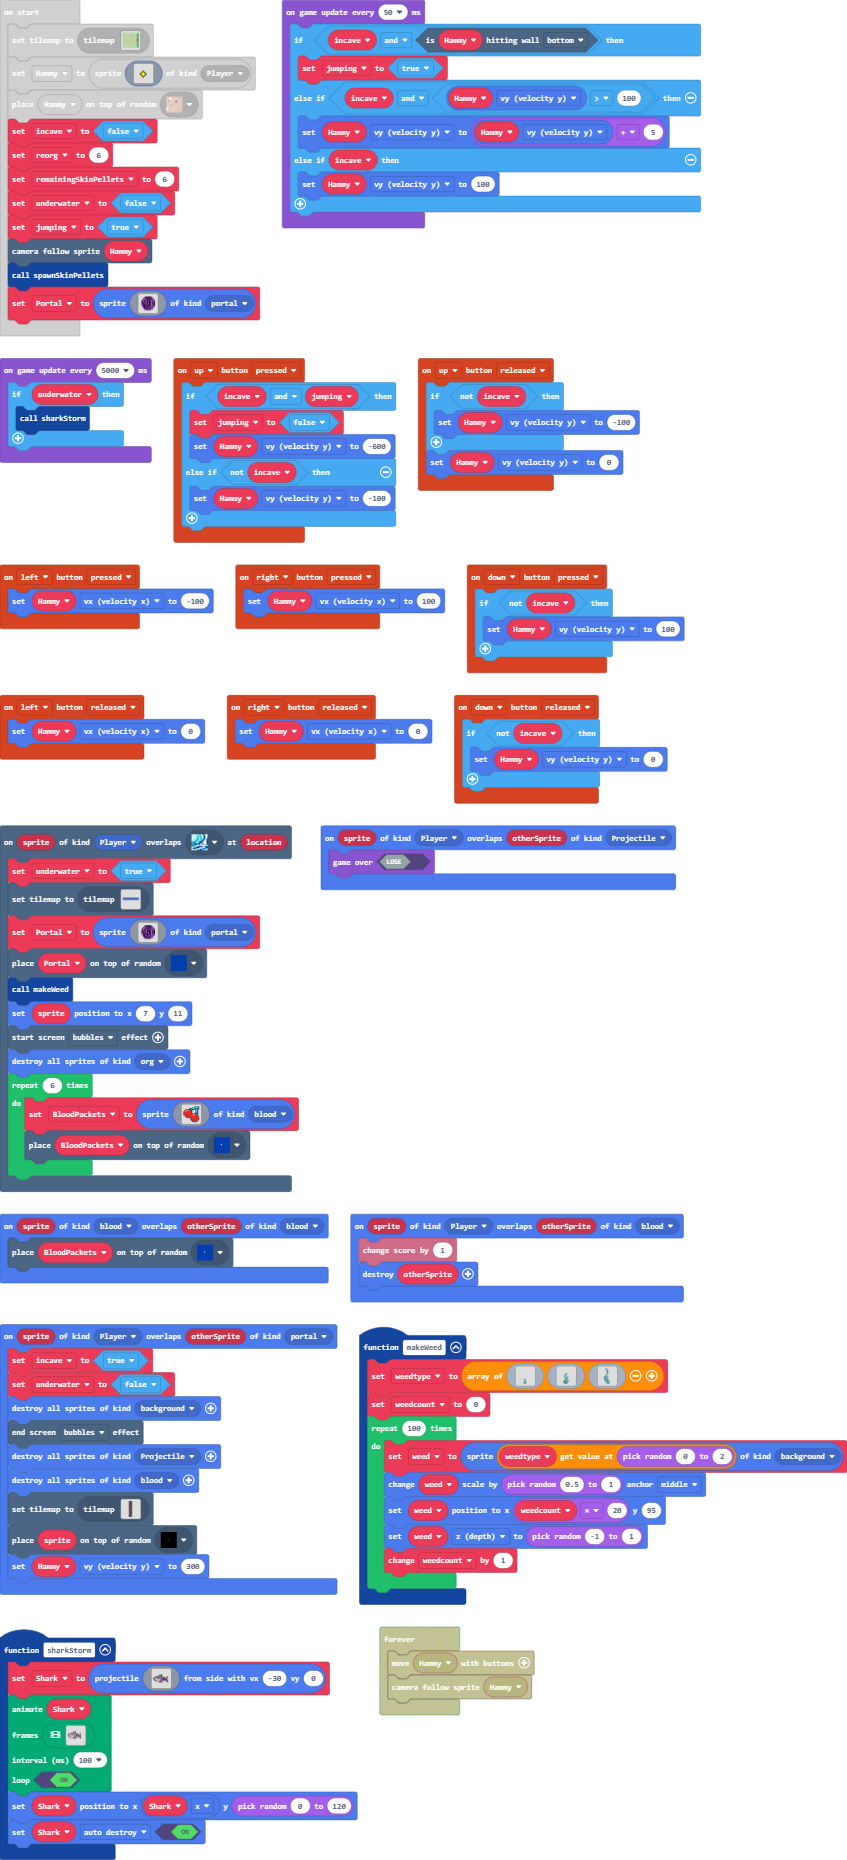 on start
set tilemap to tilemap
set Hammy to sprite of kind Player
place Hammy on top of random
set incave to false
set reorg to 6
set remainingSkinPellets to 6
set underwater to false
set jumping to true
camera follow sprite Hammy
call spawnSkinPellets
set Portal to sprite of kind portal
on game update every 50 ms
if incave and is Hammy hitting wall bottom then
set jumping to true
else if incave and Hammy vy (velocity y) > 100 then
set Hammy vy (velocity y) to Hammy vy (velocity y) ÷ 5
else if incave then
set Hammy vy (velocity y) to 100
on game update every 5000 ms
if underwater then
call sharkStorm
on up button pressed
if incave and jumping then
set jumping to false
set Hammy vy (velocity y) to -600
else if not incave then
set Hammy vy (velocity y) to -100
on up button released
if not incave then
set Hammy vy (velocity y) to -100
set Hammy vy (velocity y) to 0
on left button pressed
set Hammy vx (velocity x) to -100
on right button pressed
set Hammy vx (velocity x) to 100
on down button pressed
if not incave then
set Hammy vy (velocity y) to 100
on left button released
set Hammy vx (velocity x) to 0
on right button released
set Hammy vx (velocity x) to 0
on down button released
if not incave then
set Hammy vy (velocity y) to 0
on sprite of kind Player overlaps at location
set underwater to true
set tilemap to tilemap
set Portal to sprite of kind portal
place Portal on top of random
call makeWeed
set sprite position to x 7 y 11
start screen bubbles effect
destroy all sprites of kind org
repeat 6 times
do
set BloodPackets to sprite of kind blood
place BloodPackets on top of random
on sprite of kind Player overlaps otherSprite of kind Projectile
game over LOSE
on sprite of kind blood overlaps otherSprite of kind blood
place BloodPackets on top of random
on sprite of kind Player overlaps otherSprite of kind blood
change score by 1
destroy otherSprite
on sprite of kind Player overlaps otherSprite of kind portal
set incave to true
set underwater to false
destroy all sprites of kind background
end screen bubbles effect
destroy all sprites of kind Projectile
destroy all sprites of kind blood
set tilemap to tilemap
place sprite on top of random
set Hammy vy (velocity y) to 300
function makeWeed
set weedtype to array of
set weedcount to 0
repeat 100 times
do
set weed to sprite weedtype get value at pick random 0 to 2 of kind background
change weed scale by pick random 0.5 to 1 anchor middle
set weed position to x weedcount × 20 y 95
set weed z (depth) to pick random -1 to 1
change weedcount by 1
function sharkStorm
set Shark to projectile from side with vx -30 vy 0
animate Shark
frames
interval (ms) 100
loop ON
set Shark position to x Shark x y pick random 0 to 120
set Shark auto destroy ON
forever
move Hammy with buttons
camera follow sprite Hammy